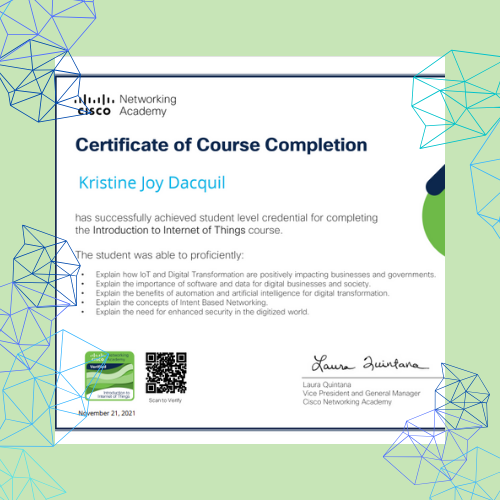 cisco Networking Academy
Certificate of Course Completion
Kristine Joy Dacquil
has successfully achieved student level credential for completing
the Introduction to Internet of Things course.
The student was able to proficiently:
• Explain how IoT and Digital Transformation are positively impacting businesses and governments.
• Explain the importance of software and data for digital businesses and society.
• Explain the benefits of automation and artificial intelligence for digital transformation.
• Explain the concepts of Intent Based Networking.
• Explain the need for enhanced security in the digitized world.
cisco Networking Academy
Verified
Introduction to
Internet of Things
Scan to Verify
Laura Quintana
Laura Quintana
Vice President and General Manager
Cisco Networking Academy
November 21, 2021